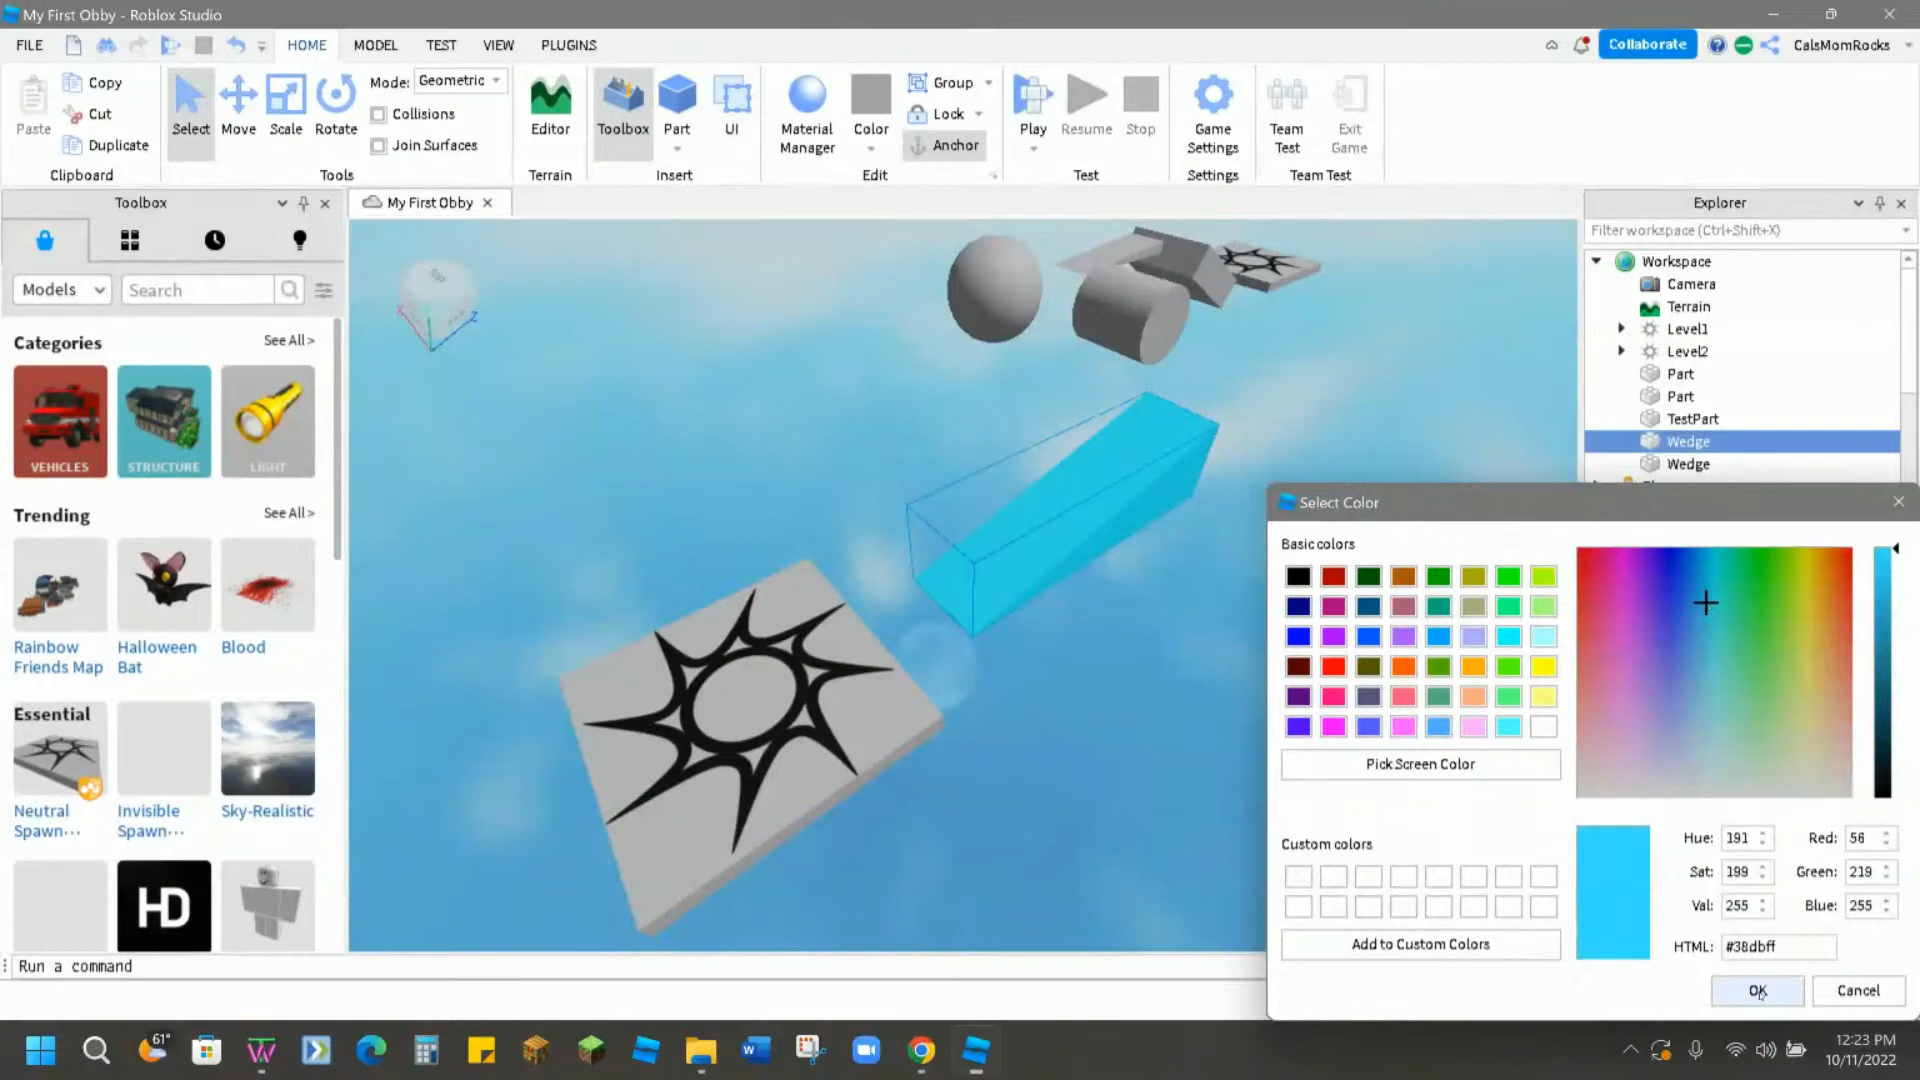 My First Obby - Roblox Studio
FILE HOME MODEL TEST VIEW PLUGINS Collaborate CalsMomRocks
Paste Copy Cut Duplicate Clipboard
Select Move Scale Rotate Mode: Geometric Collisions Join Surfaces Tools
Editor Terrain
Toolbox Part UI Insert
Material Manager Color Group Lock Anchor Edit
Play Resume Stop Test
Game Settings Settings
Team Test Exit Game Team Test
Toolbox
My First Obby
Explorer
Models Search
Filter workspace (Ctrl+Shift+X)
Categories See All >
VEHICLES STRUCTURE LIGHT
Trending See All >
Rainbow Friends Map
Halloween Bat
Blood
Essential
Neutral Spawn···
Invisible Spawn···
Sky-Realistic
HD
Run a command
Workspace
Camera
Terrain
Level1
Level2
Part
Part
TestPart
Wedge
Wedge
Select Color
Basic colors
Pick Screen Color
Custom colors
Add to Custom Colors
Hue: 191 Red: 56
Sat: 199 Green: 219
Val: 255 Blue: 255
HTML: #38dbff
OK Cancel
61°
12:23 PM
10/11/2022